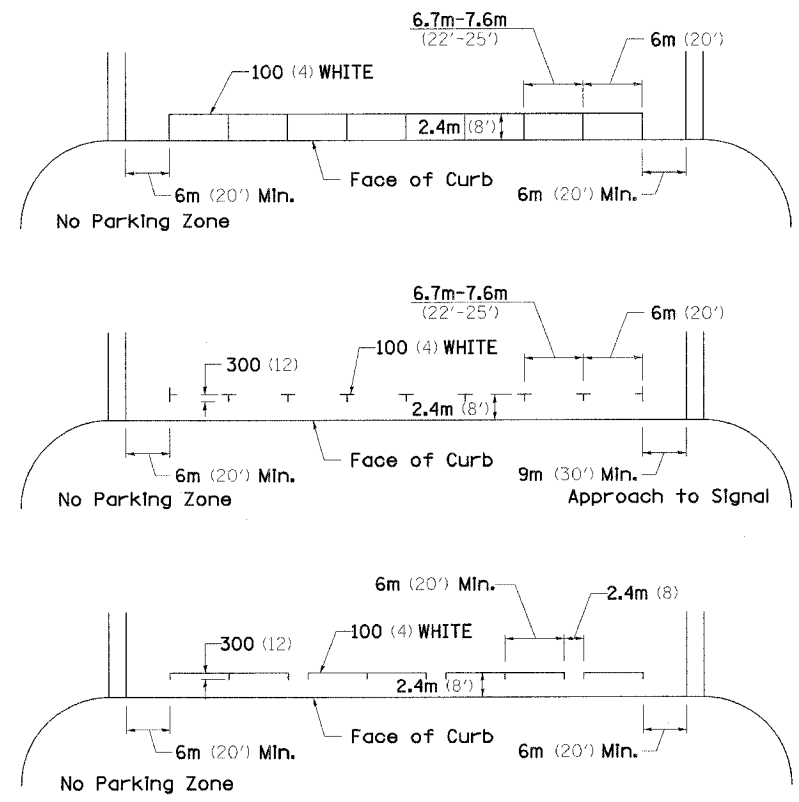 6.7m-7.6m
(22'-25')
6m (20')
100 (4) WHITE
2.4m (8')
Face of Curb
6m (20') Min.
6m (20') Min.
No Parking Zone
6.7m-7.6m
(22'-25')
6m (20')
100 (4) WHITE
300 (12)
2.4m (8')
Face of Curb
6m (20') Min.
9m (30') Min.
No Parking Zone
Approach to Signal
6m (20') Min.
2.4m (8)
300 (12)
100 (4) WHITE
2.4m (8')
Face of Curb
6m (20') Min.
6m (20') Min.
No Parking Zone